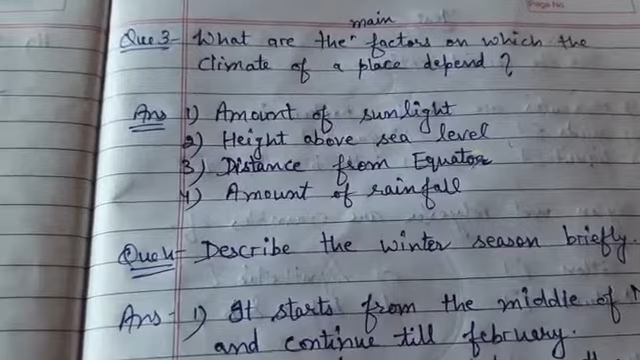 Page No.
Que 3- What are the main factors on which the
climate of a place depend ?
Ans 1) Amount of sunlight
2) Height above sea level
3) Distance from Equator
4) Amount of rainfall
Que 4- Describe the winter season briefly.
Ans - 1) It starts from the middle of
and continue till february.